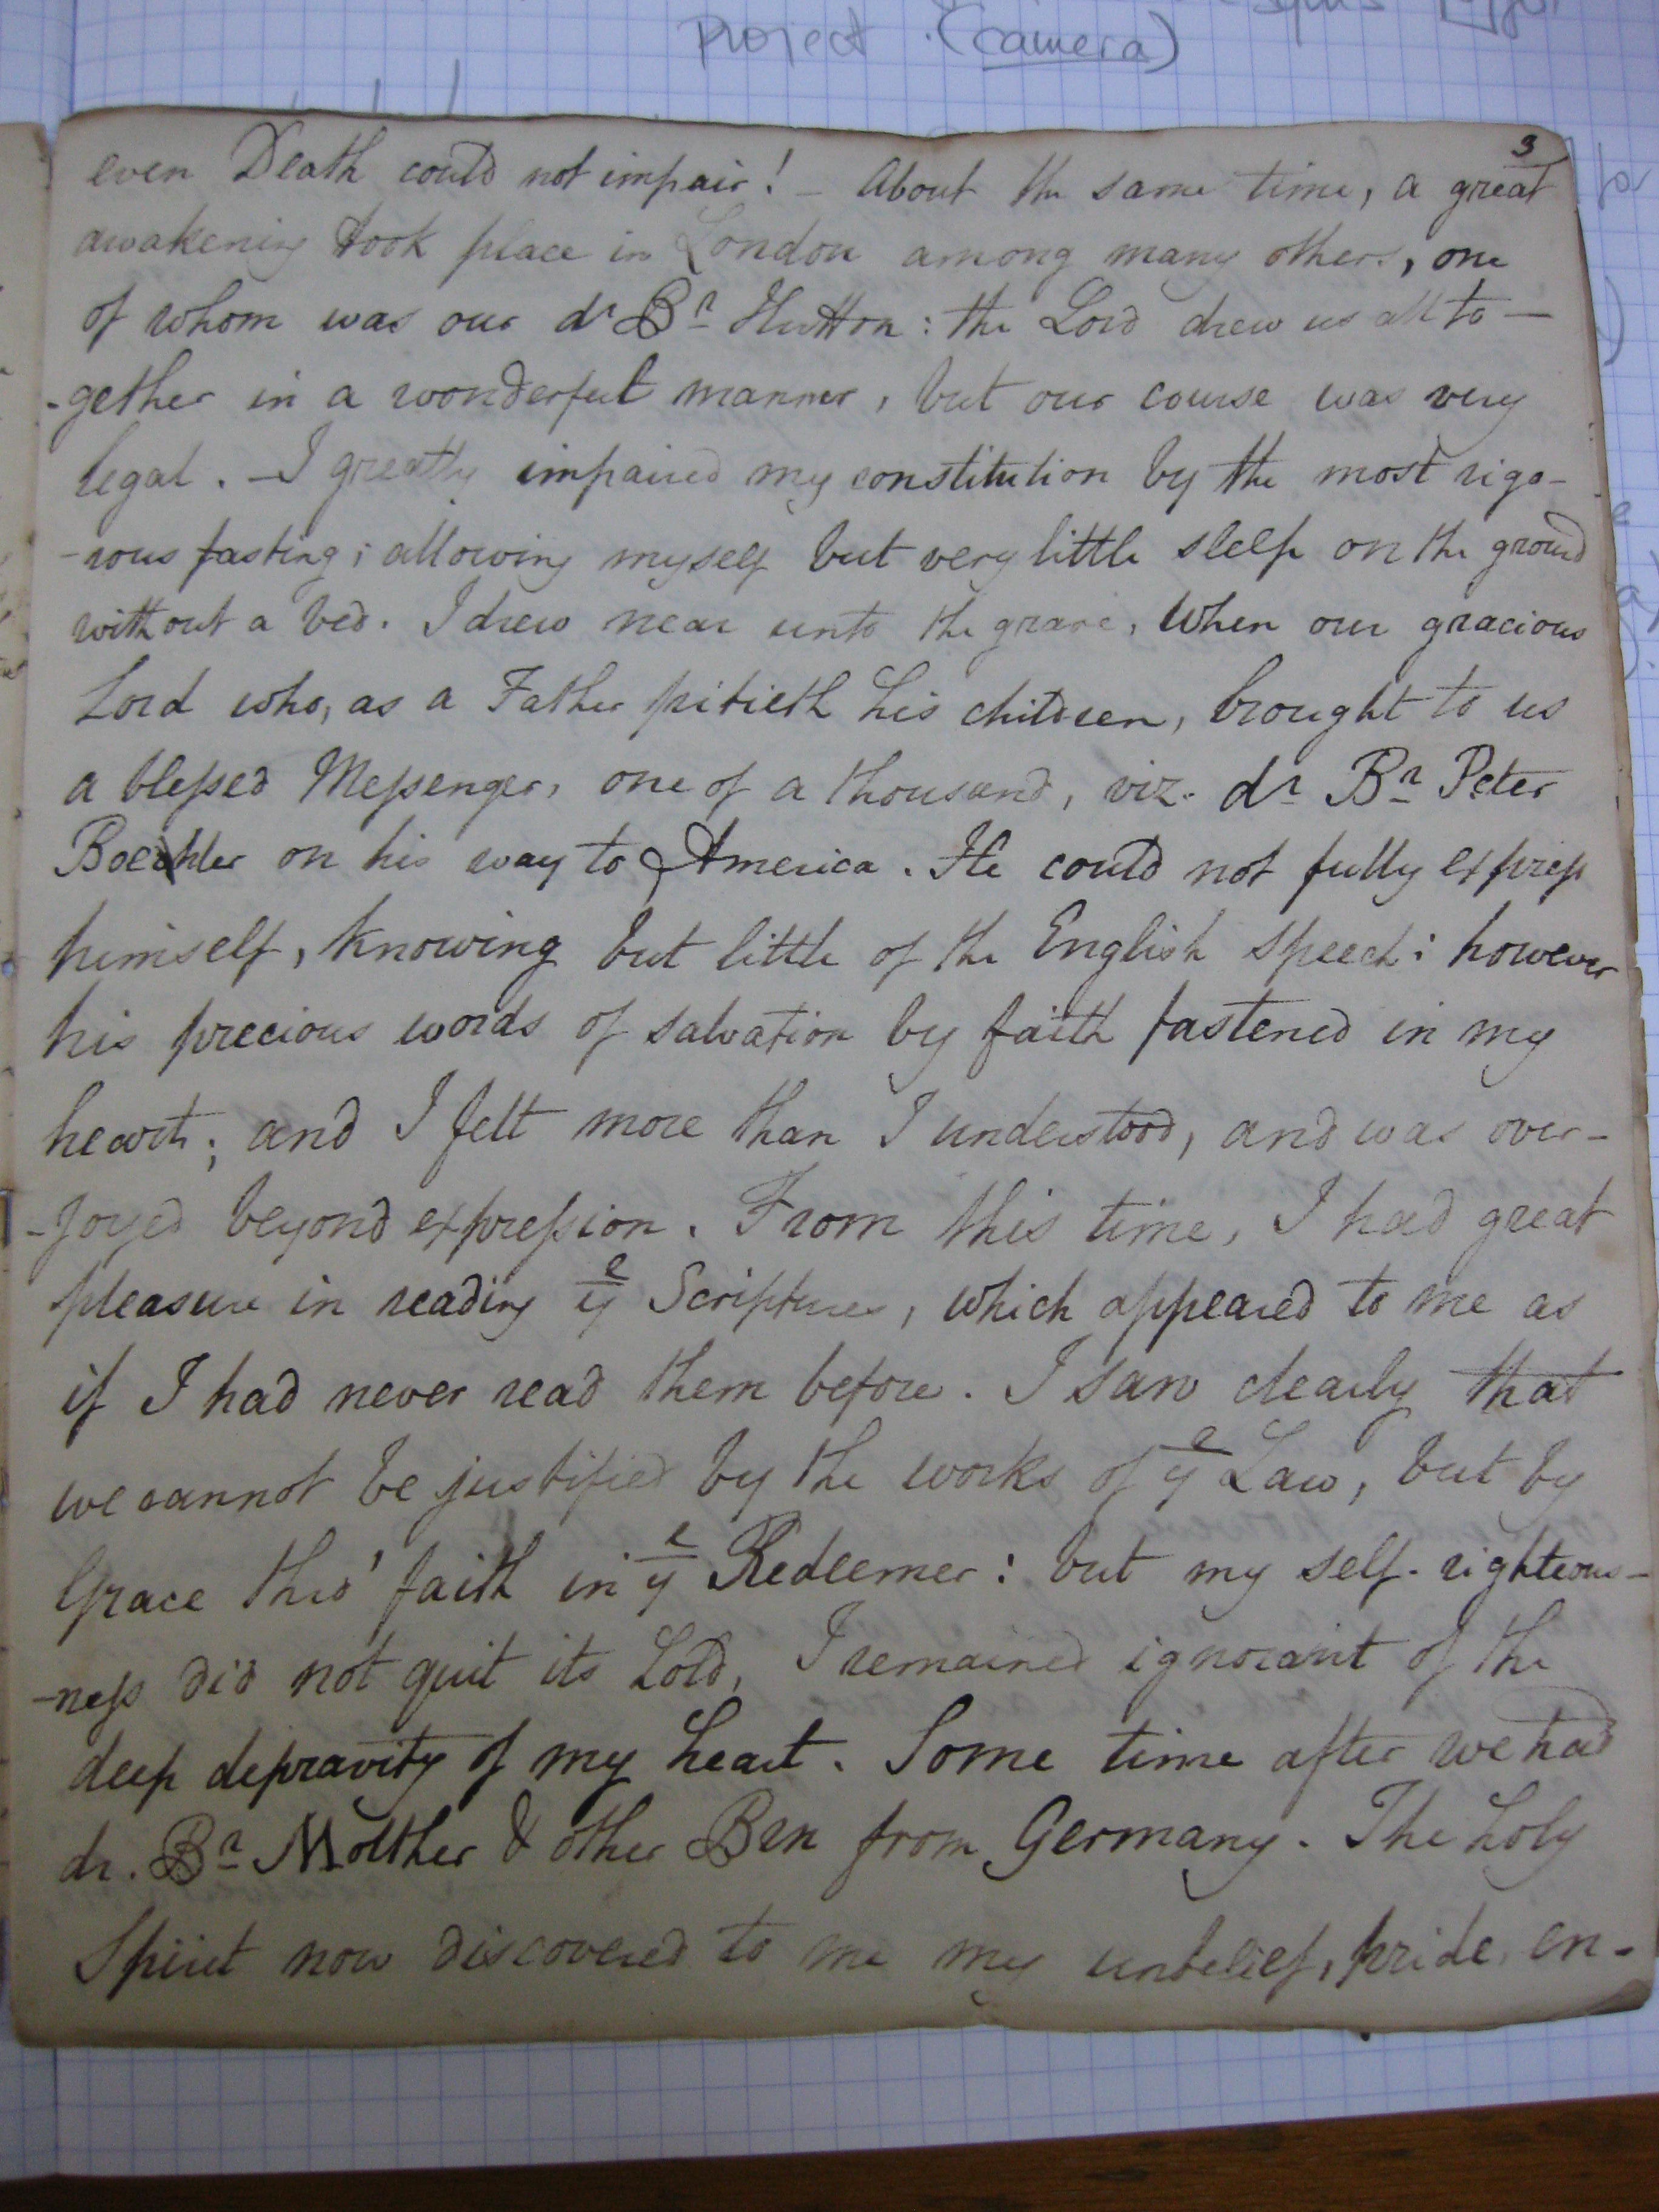 Project (camera)
3
even Death could not impair! – About the same time, a great
awakening took place in London among many others, one
of whom was our dr Br Hutton: the Lord drew us all to-
-gether in a wonderful manner, but our course was very
legal. – I greatly impaired my constitution by the most rigo-
-rous fasting; allowing myself but very little sleep on the ground
without a bed. I drew near unto the grave, When our gracious
Lord who, as a Father pitieth his children, brought to us
a blessed Messenger, one of a thousand, viz. dr Br Peter
Boehler on his way to America. He could not fully express
himself, knowing but little of the English speech: however
his precious words of salvation by faith fastened in my
heart; and I felt more than I understood, and was over-
-joyed beyond expression. From this time, I had great
pleasure in reading ye Scriptures, which appeared to me as
if I had never read them before. I saw clearly that
we cannot be justified by the works of ye Law, but by
Grace thro' faith in ye Redeemer: but my self-righteous-
-ness did not quit its hold, I remained ignorant of the
deep depravity of my heart. Some time after we had
dr. Br Molther & other Brn from Germany. The holy
Spirit now discovered to me my unbelief, pride, en-